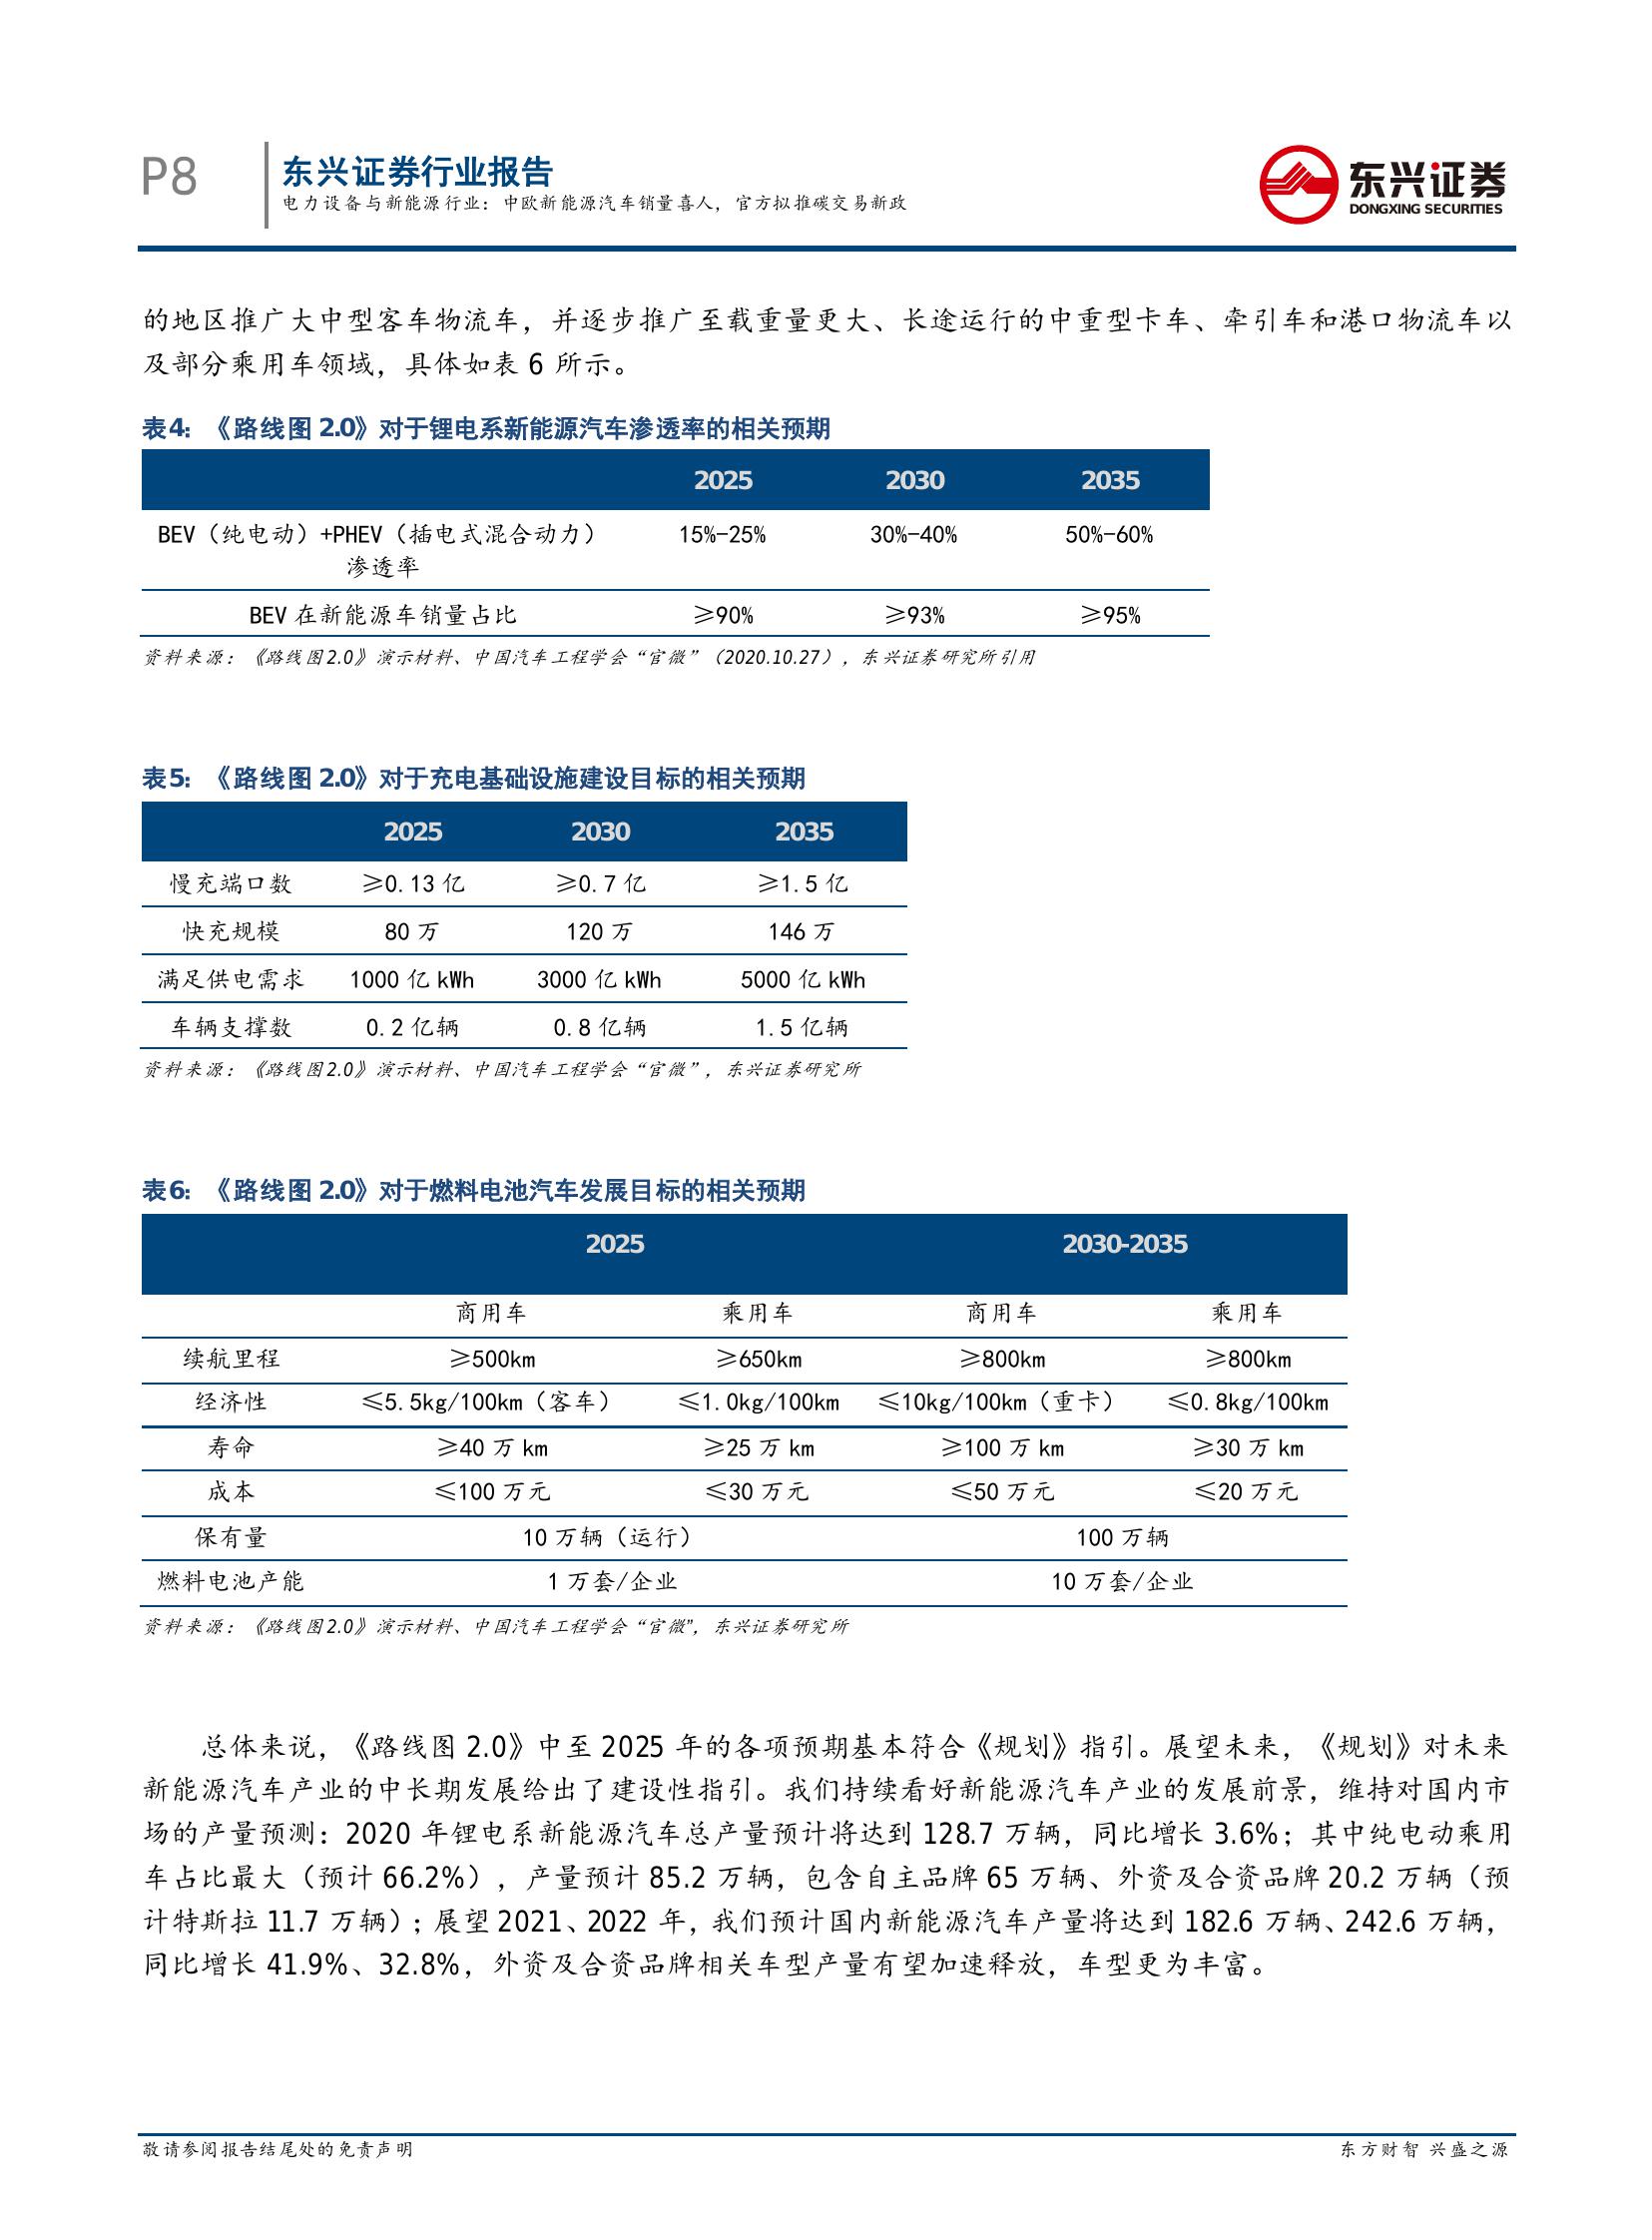 P8
东兴证券行业报告
电力设备与新能源行业：中欧新能源汽车销量喜人，官方拟推碳交易新政
东兴证券
DONGXING SECURITIES
的地区推广大中型客车物流车，并逐步推广至载重量更大、长途运行的中重型卡车、牵引车和港口物流车以
及部分乘用车领域，具体如表 6 所示。
表4：《路线图 2.0》对于锂电系新能源汽车渗透率的相关预期
2025 2030 2035
BEV（纯电动）+PHEV（插电式混合动力） 15%-25% 30%-40% 50%-60%
渗透率
BEV 在新能源车销量占比 ≥90% ≥93% ≥95%
资料来源：《路线图2.0》演示材料、中国汽车工程学会“官微”（2020.10.27），东兴证券研究所引用
表5：《路线图 2.0》对于充电基础设施建设目标的相关预期
2025 2030 2035
慢充端口数 ≥0.13 亿 ≥0.7 亿 ≥1.5 亿
快充规模 80 万 120 万 146 万
满足供电需求 1000 亿 kWh 3000 亿 kWh 5000 亿 kWh
车辆支撑数 0.2 亿辆 0.8 亿辆 1.5 亿辆
资料来源：《路线图2.0》演示材料、中国汽车工程学会“官微”，东兴证券研究所
表6：《路线图 2.0》对于燃料电池汽车发展目标的相关预期
2025 2030-2035
商用车 乘用车 商用车 乘用车
续航里程 ≥500km ≥650km ≥800km ≥800km
经济性 ≤5.5kg/100km（客车） ≤1.0kg/100km ≤10kg/100km（重卡） ≤0.8kg/100km
寿命 ≥40 万 km ≥25 万 km ≥100 万 km ≥30 万 km
成本 ≤100 万元 ≤30 万元 ≤50 万元 ≤20 万元
保有量 10 万辆（运行） 100 万辆
燃料电池产能 1 万套/企业 10 万套/企业
资料来源：《路线图2.0》演示材料、中国汽车工程学会“官微”，东兴证券研究所
总体来说，《路线图 2.0》中至 2025 年的各项预期基本符合《规划》指引。展望未来，《规划》对未来
新能源汽车产业的中长期发展给出了建设性指引。我们持续看好新能源汽车产业的发展前景，维持对国内市
场的产量预测：2020 年锂电系新能源汽车总产量预计将达到 128.7 万辆，同比增长 3.6%；其中纯电动乘用
车占比最大（预计 66.2%），产量预计 85.2 万辆，包含自主品牌 65 万辆、外资及合资品牌 20.2 万辆（预
计特斯拉 11.7 万辆）；展望 2021、2022 年，我们预计国内新能源汽车产量将达到 182.6 万辆、242.6 万辆，
同比增长 41.9%、32.8%，外资及合资品牌相关车型产量有望加速释放，车型更为丰富。
敬请参阅报告结尾处的免责声明 东方财智 兴盛之源